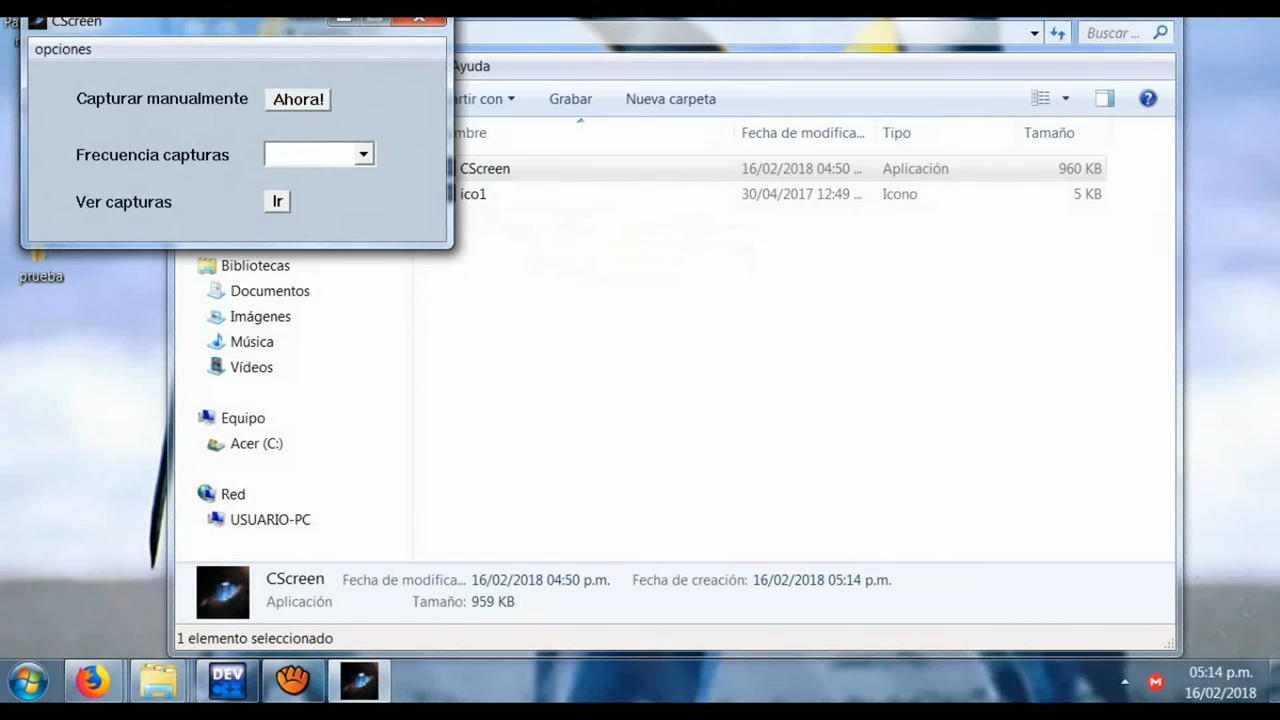 CScreen
opciones
Capturar manualmente Ahora!
Frecuencia capturas
Ver capturas Ir
Buscar ...
Ayuda
artir con Grabar Nueva carpeta
mbre Fecha de modifica... Tipo Tamaño
CScreen 16/02/2018 04:50 ... Aplicación 960 KB
ico1 30/04/2017 12:49 ... Icono 5 KB
prueba
Bibliotecas
Documentos
Imágenes
Música
Vídeos
Equipo
Acer (C:)
Red
USUARIO-PC
CScreen Fecha de modifica... 16/02/2018 04:50 p.m. Fecha de creación: 16/02/2018 05:14 p.m.
Aplicación Tamaño: 959 KB
1 elemento seleccionado
DEV
05:14 p.m.
16/02/2018